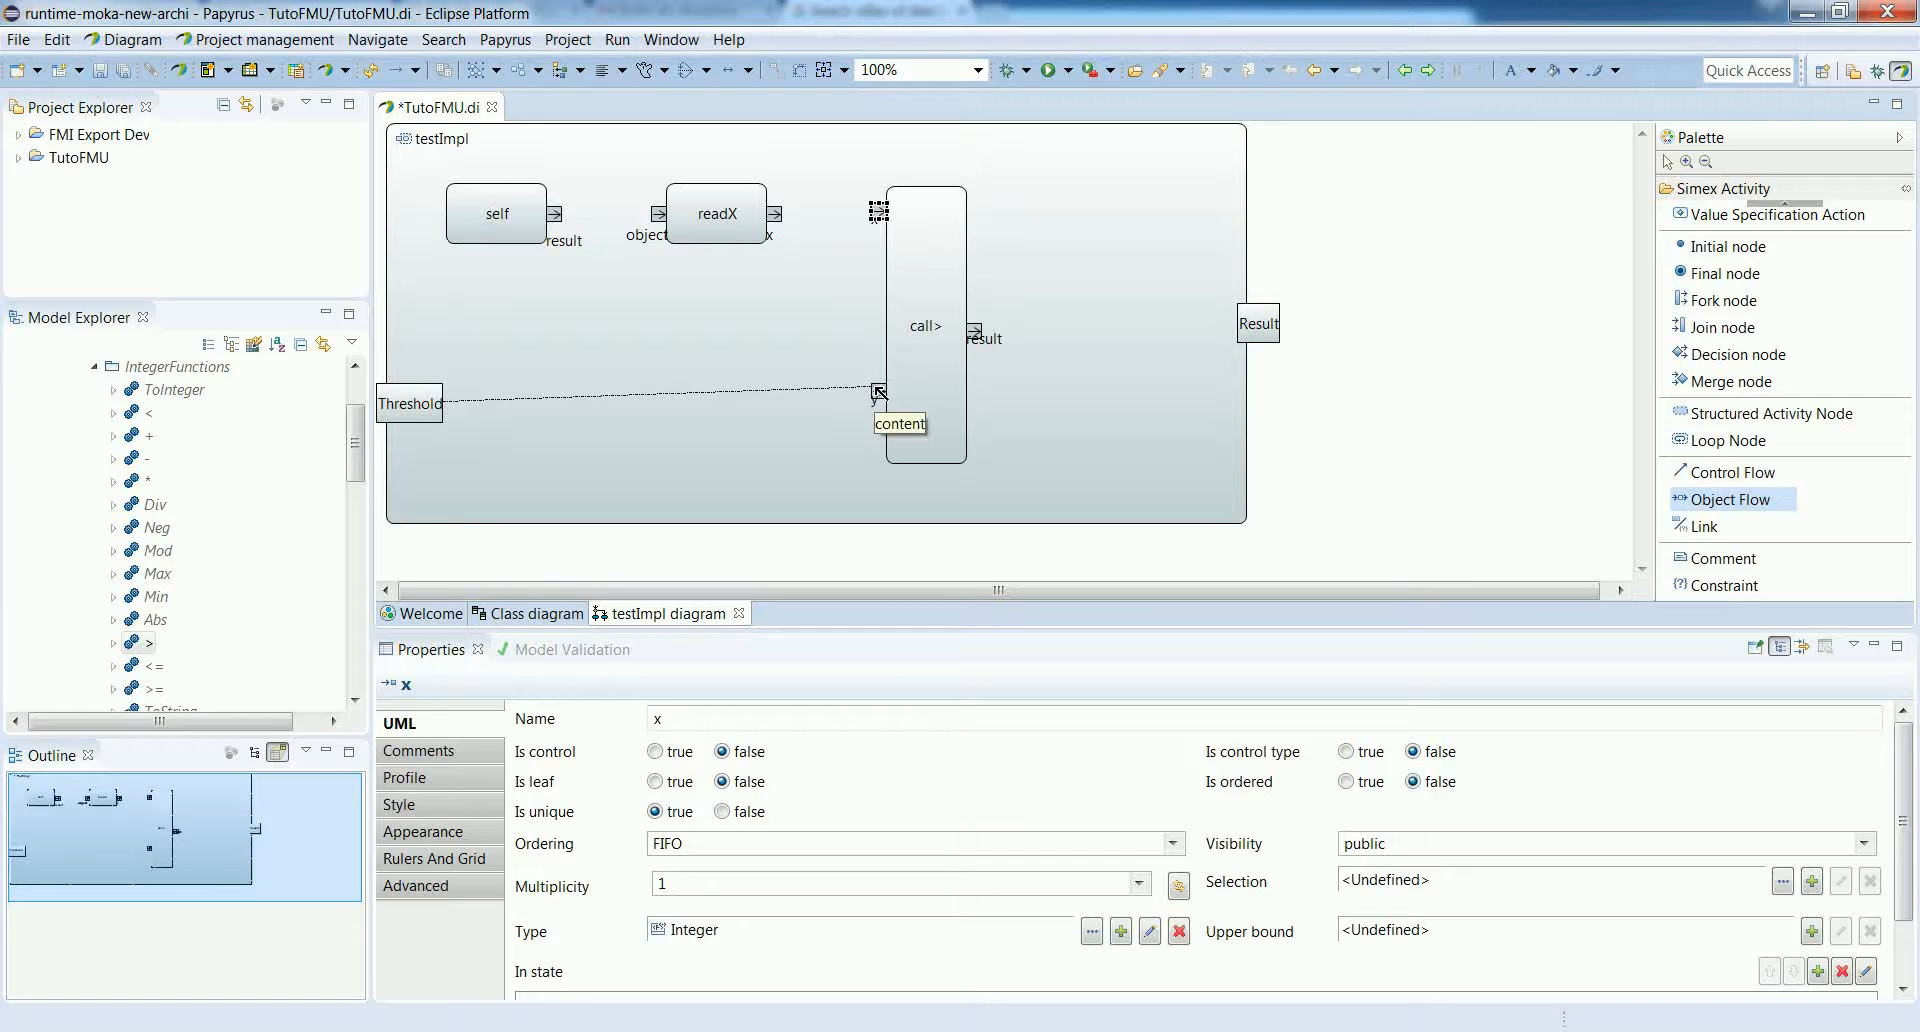 runtime-moka-new-archi - Papyrus - TutoFMU/TutoFMU.di - Eclipse Platform
File Edit Diagram Project management Navigate Search Papyrus Project Run Window Help
100%
Quick Access
Project Explorer
FMI Export Dev
TutoFMU
*TutoFMU.di
testImpl
self
result
object
readX
x
call>
result
y
content
Threshold
Result
Palette
Simex Activity
Value Specification Action
Initial node
Final node
Fork node
Join node
Decision node
Merge node
Structured Activity Node
Loop Node
Control Flow
Object Flow
Link
Comment
Constraint
Model Explorer
IntegerFunctions
ToInteger
<
+
-
*
Div
Neg
Mod
Max
Min
Abs
>
<=
>=
ToString
Outline
Welcome Class diagram testImpl diagram
Properties Model Validation
x
UML
Comments
Profile
Style
Appearance
Rulers And Grid
Advanced
Name x
Is control true false Is control type true false
Is leaf true false Is ordered true false
Is unique true false
Ordering FIFO Visibility public
Multiplicity 1 Selection <Undefined>
Type Integer Upper bound <Undefined>
In state